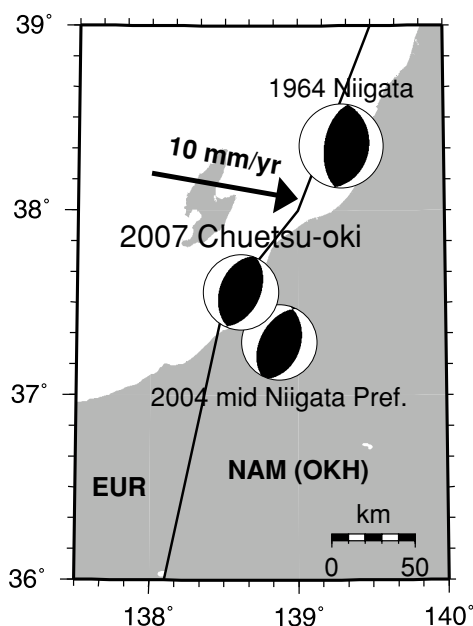 39°
1964 Niigata
10 mm/yr
38°
2007 Chuetsu-oki
37°
2004 mid Niigata Pref.
EUR
NAM (OKH)
km
0 50
36°
138° 139° 140°